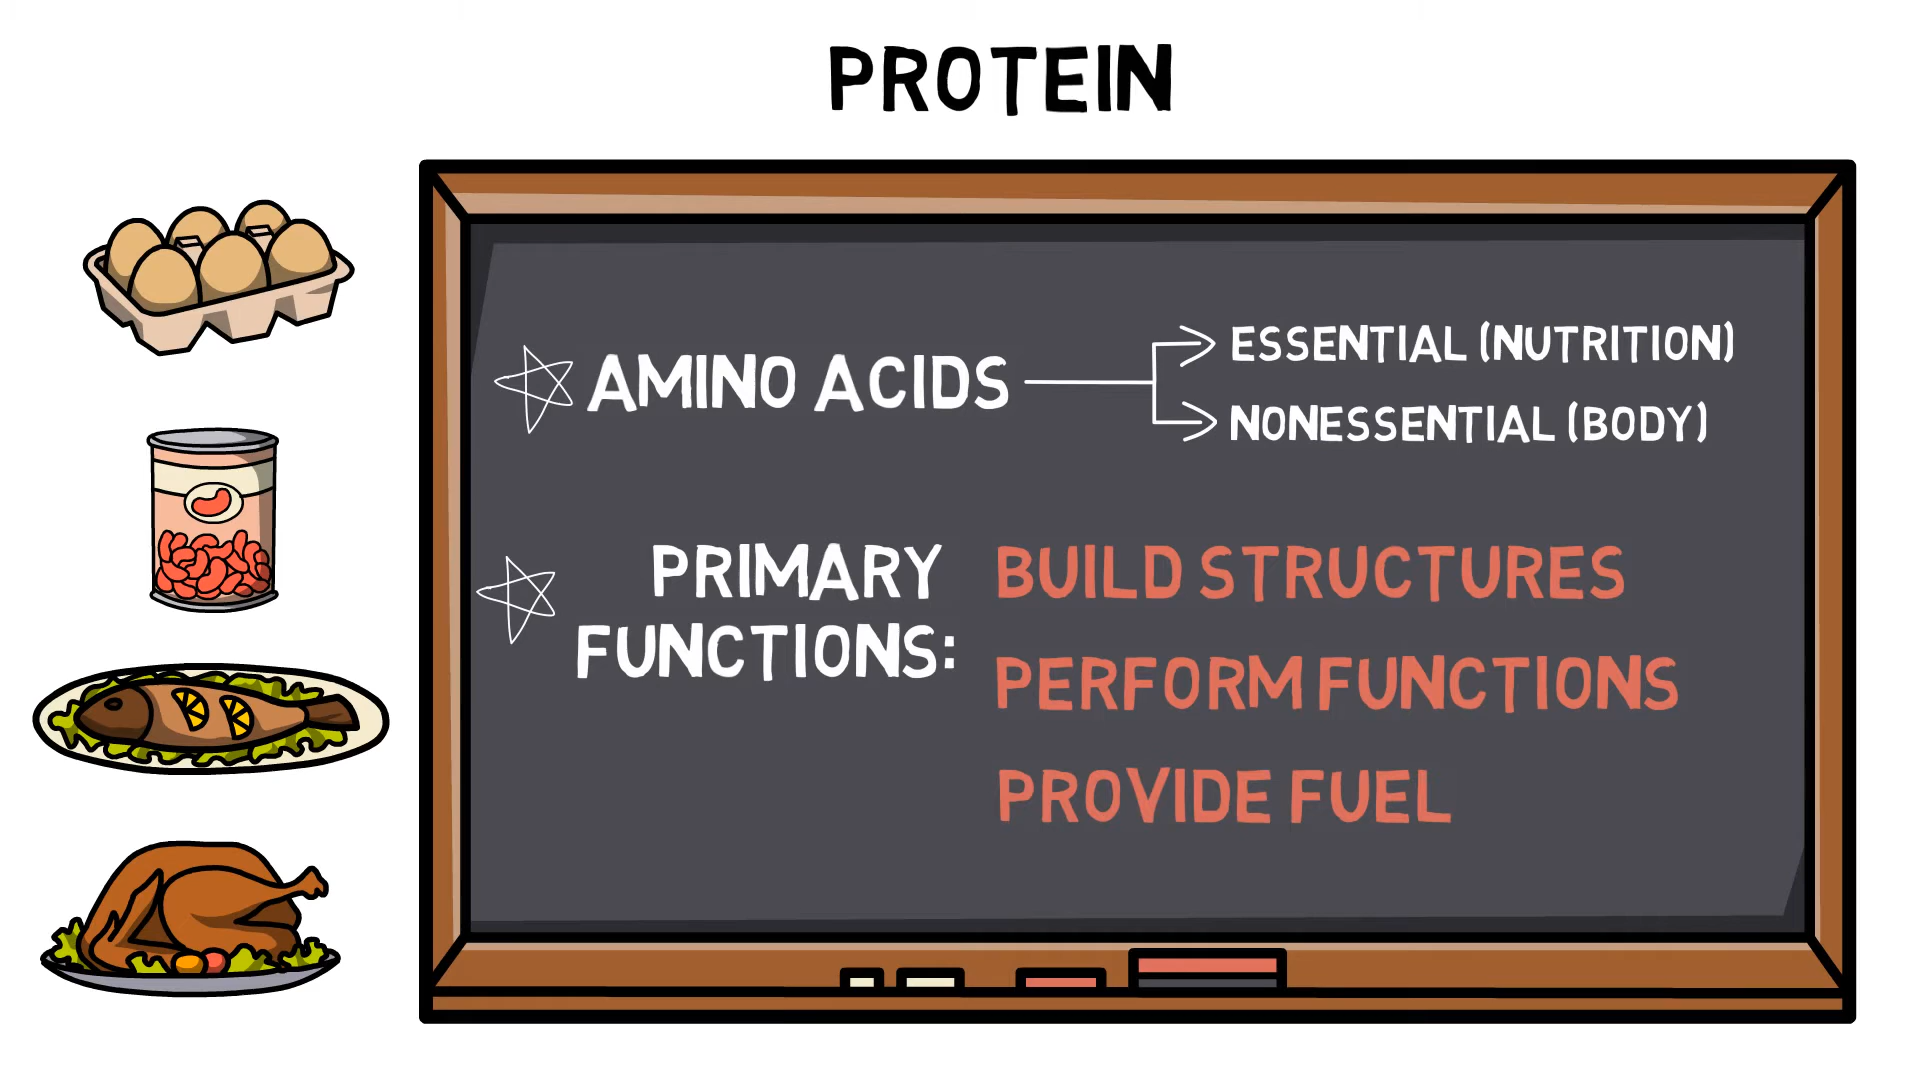 PROTEIN
AMINO ACIDS
ESSENTIAL (NUTRITION)
NONESSENTIAL (BODY)
PRIMARY
FUNCTIONS:
BUILD STRUCTURES
PERFORM FUNCTIONS
PROVIDE FUEL